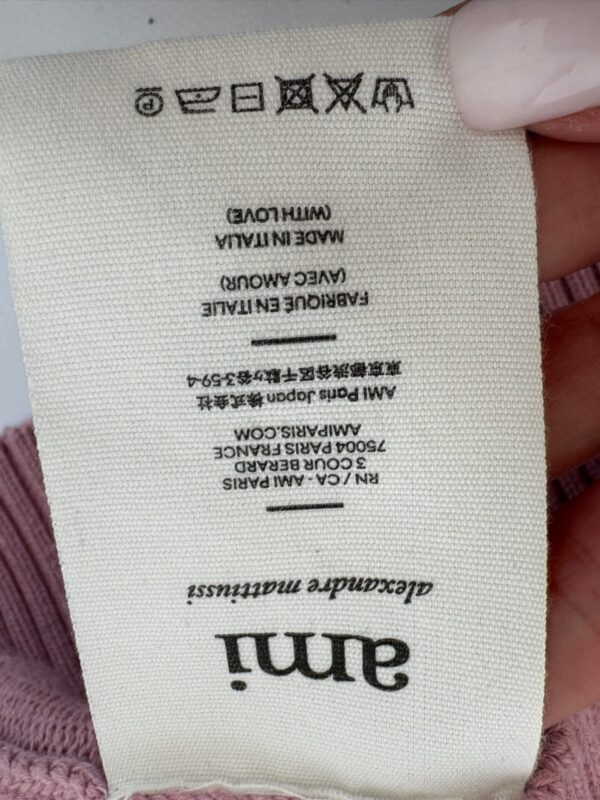 ami
alexandre mattiussi
RN / CA - AMI PARIS
3 COUR BERARD
75004 PARIS FRANCE
AMIPARIS.COM
AMI Paris Japan 株式会社
東京都渋谷区千駄ヶ谷3-59-4
FABRIQUÉ EN ITALIE
(AVEC AMOUR)
MADE IN ITALIA
(WITH LOVE)
P